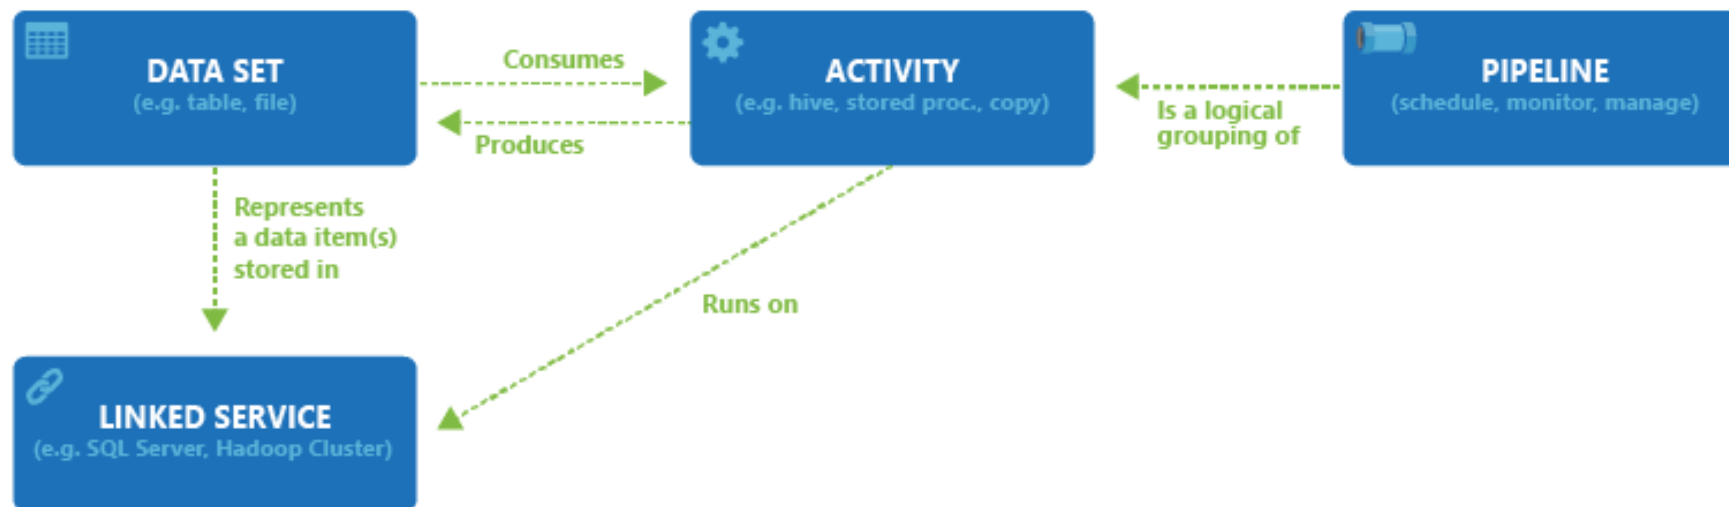 DATA SET
(e.g. table, file)
Consumes
Produces
ACTIVITY
(e.g. hive, stored proc., copy)
Is a logical
grouping of
PIPELINE
(schedule, monitor, manage)
Represents
a data item(s)
stored in
Runs on
LINKED SERVICE
(e.g. SQL Server, Hadoop Cluster)